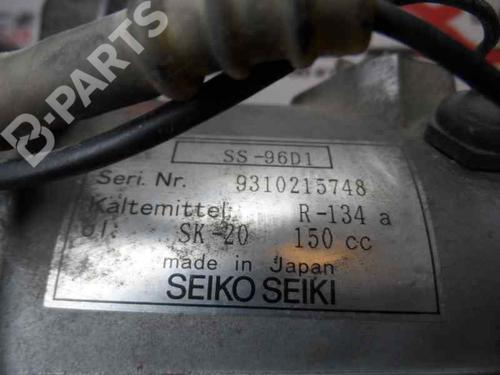 B-PARTS
SS-96D1
Seri. Nr. 9310215748
Kaltemittel: R-134 a
öl: SK-20 150 cc
made in Japan
SEIKO SEIKI